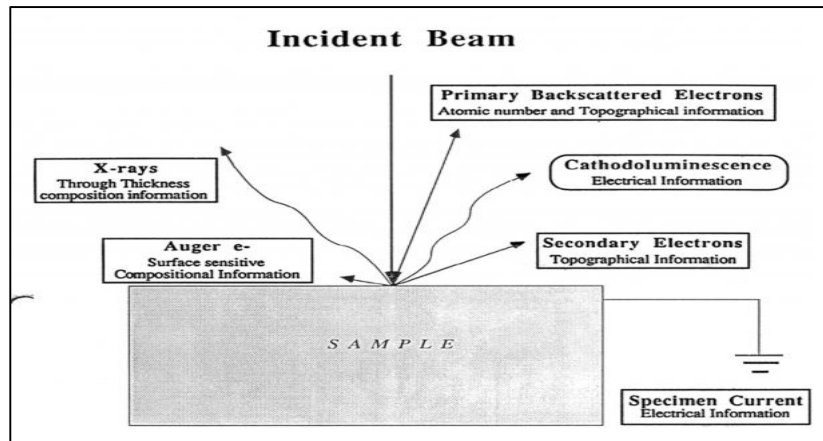 Incident Beam
Primary Backscattered Electrons
Atomic number and Topographical information
X-rays
Through Thickness
composition information
Cathodoluminescence
Electrical Information
Auger e-
Surface sensitive
Compositional Information
Secondary Electrons
Topographical Information
SAMPLE
Specimen Current
Electrical Information